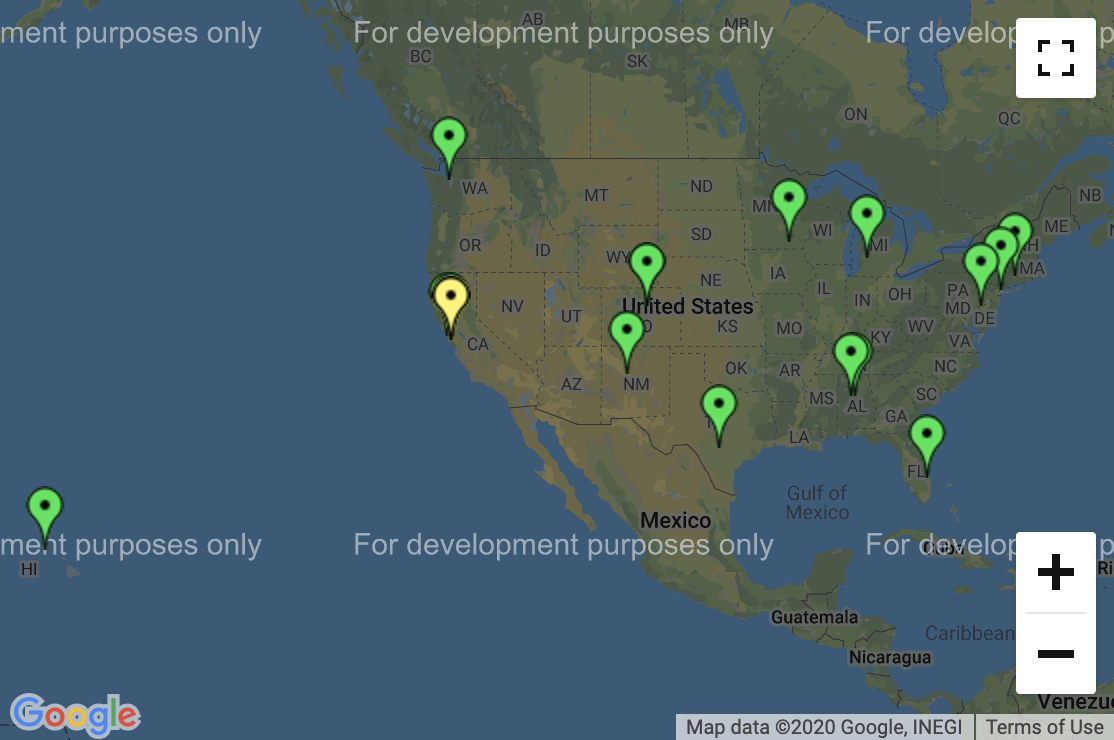 AB
MB
ment purposes only
For development purposes only
For develop
p
BC
SK
ON
QC
WA
MT
ND
MN
NB
OR
ID
SD
WI
MI
ME
WY
IA
MA
NE
NV
UT
United States
IL
IN
OH
PA
MD
DE
CA
KS
MO
KY
WV
VA
AZ
NM
OK
AR
NC
MS
AL
SC
GA
LA
FL
Gulf of
Mexico
Mexico
ment purposes only
For development purposes only
For develop
p
Cuba
HI
Guatemala
Caribbean
Nicaragua
Venezu
Google
Map data ©2020 Google, INEGI
Terms of Use